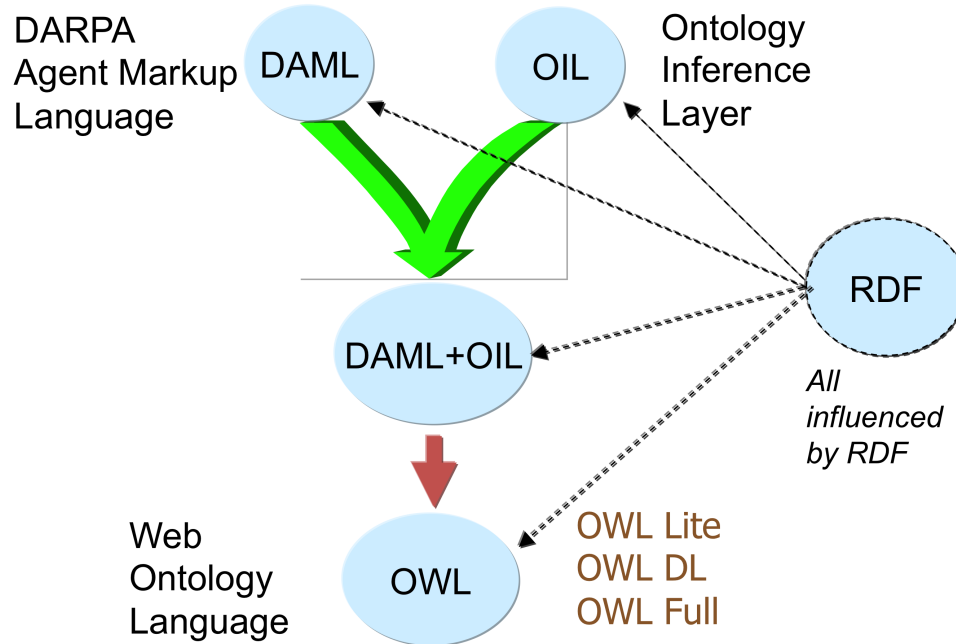 DARPA
Agent Markup
Language
DAML
OIL
Ontology
Inference
Layer
RDF
DAML+OIL
All
influenced
by RDF
Web
Ontology
Language
OWL
OWL Lite
OWL DL
OWL Full